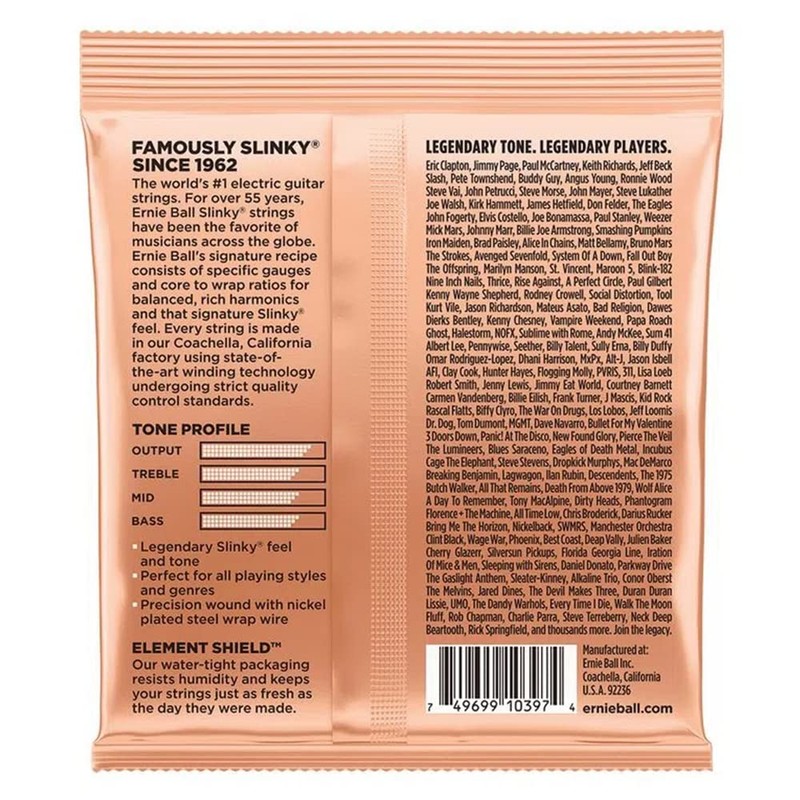 FAMOUSLY SLINKY®
SINCE 1962
The world's #1 electric guitar
strings. For over 55 years,
Ernie Ball Slinky® strings
have been the favorite of
musicians across the globe.
Ernie Ball's signature recipe
consists of specific gauges
and core to wrap ratios for
balanced, rich harmonics
and that signature Slinky®
feel. Every string is made
in our Coachella, California
factory using state-of-
the-art winding technology
undergoing strict quality
control standards.
TONE PROFILE
OUTPUT
TREBLE
MID
BASS
▪Legendary Slinky® feel
and tone
▪Perfect for all playing styles
and genres
▪Precision wound with nickel
plated steel wrap wire
ELEMENT SHIELD™
Our water-tight packaging
resists humidity and keeps
your strings just as fresh as
the day they were made.
LEGENDARY TONE. LEGENDARY PLAYERS.
Eric Clapton, Jimmy Page, Paul McCartney, Keith Richards, Jeff Beck
Slash, Pete Townshend, Buddy Guy, Angus Young, Ronnie Wood
Steve Vai, John Petrucci, Steve Morse, John Mayer, Steve Lukather
Joe Walsh, Kirk Hammett, James Hetfield, Don Felder, The Eagles
John Fogerty, Elvis Costello, Joe Bonamassa, Paul Stanley, Weezer
Mick Mars, Johnny Marr, Billie Joe Armstrong, Smashing Pumpkins
Iron Maiden, Brad Paisley, Alice In Chains, Matt Bellamy, Bruno Mars
The Strokes, Avenged Sevenfold, System Of A Down, Fall Out Boy
The Offspring, Marilyn Manson, St. Vincent, Maroon 5, Blink-182
Nine Inch Nails, Thrice, Rise Against, A Perfect Circle, Paul Gilbert
Kenny Wayne Shepherd, Rodney Crowell, Social Distortion, Tool
Kurt Vile, Jason Richardson, Mateus Asato, Bad Religion, Dawes
Dierks Bentley, Kenny Chesney, Vampire Weekend, Papa Roach
Ghost, Halestorm, NOFX, Sublime with Rome, Andy McKee, Sum 41
Albert Lee, Pennywise, Seether, Billy Talent, Sully Erna, Billy Duffy
Omar Rodriguez-Lopez, Dhani Harrison, MxPx, Alt-J, Jason Isbell
AFI, Clay Cook, Hunter Hayes, Flogging Molly, PVRIS, 311, Lisa Loeb
Robert Smith, Jenny Lewis, Jimmy Eat World, Courtney Barnett
Carmen Vandenberg, Billie Eilish, Frank Turner, J Mascis, Kid Rock
Rascal Flatts, Biffy Clyro, The War On Drugs, Los Lobos, Jeff Loomis
Dr. Dog, Tom Dumont, MGMT, Dave Navarro, Bullet For My Valentine
3 Doors Down, Panic! At The Disco, New Found Glory, Pierce The Veil
The Lumineers, Blues Saraceno, Eagles of Death Metal, Incubus
Cage The Elephant, Steve Stevens, Dropkick Murphys, Mac DeMarco
Breaking Benjamin, Lagwagon, Ilan Rubin, Descendents, The 1975
Butch Walker, All That Remains, Death From Above 1979, Wolf Alice
A Day To Remember, Tony MacAlpine, Dirty Heads, Phantogram
Florence + The Machine, All Time Low, Chris Broderick, Darius Rucker
Bring Me The Horizon, Nickelback, SWMRS, Manchester Orchestra
Clint Black, Wage War, Phoenix, Best Coast, Deap Vally, Julien Baker
Cherry Glazerr, Silversun Pickups, Florida Georgia Line, Iration
Of Mice & Men, Sleeping with Sirens, Daniel Donato, Parkway Drive
The Gaslight Anthem, Sleater-Kinney, Alkaline Trio, Conor Oberst
The Melvins, Jared Dines, The Devil Makes Three, Duran Duran
Lissie, UMO, The Dandy Warhols, Every Time I Die, Walk The Moon
Fluff, Rob Chapman, Charlie Parra, Steve Terreberry, Neck Deep
Beartooth, Rick Springfield, and thousands more. Join the legacy.
7 49699 10397 4
Manufactured at:
Ernie Ball Inc.
Coachella, California
U.S.A. 92236
ernieball.com